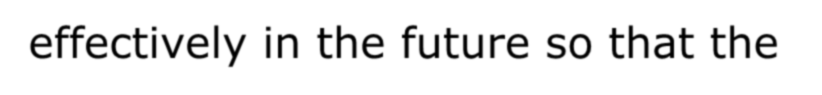 effectively in the future so that the